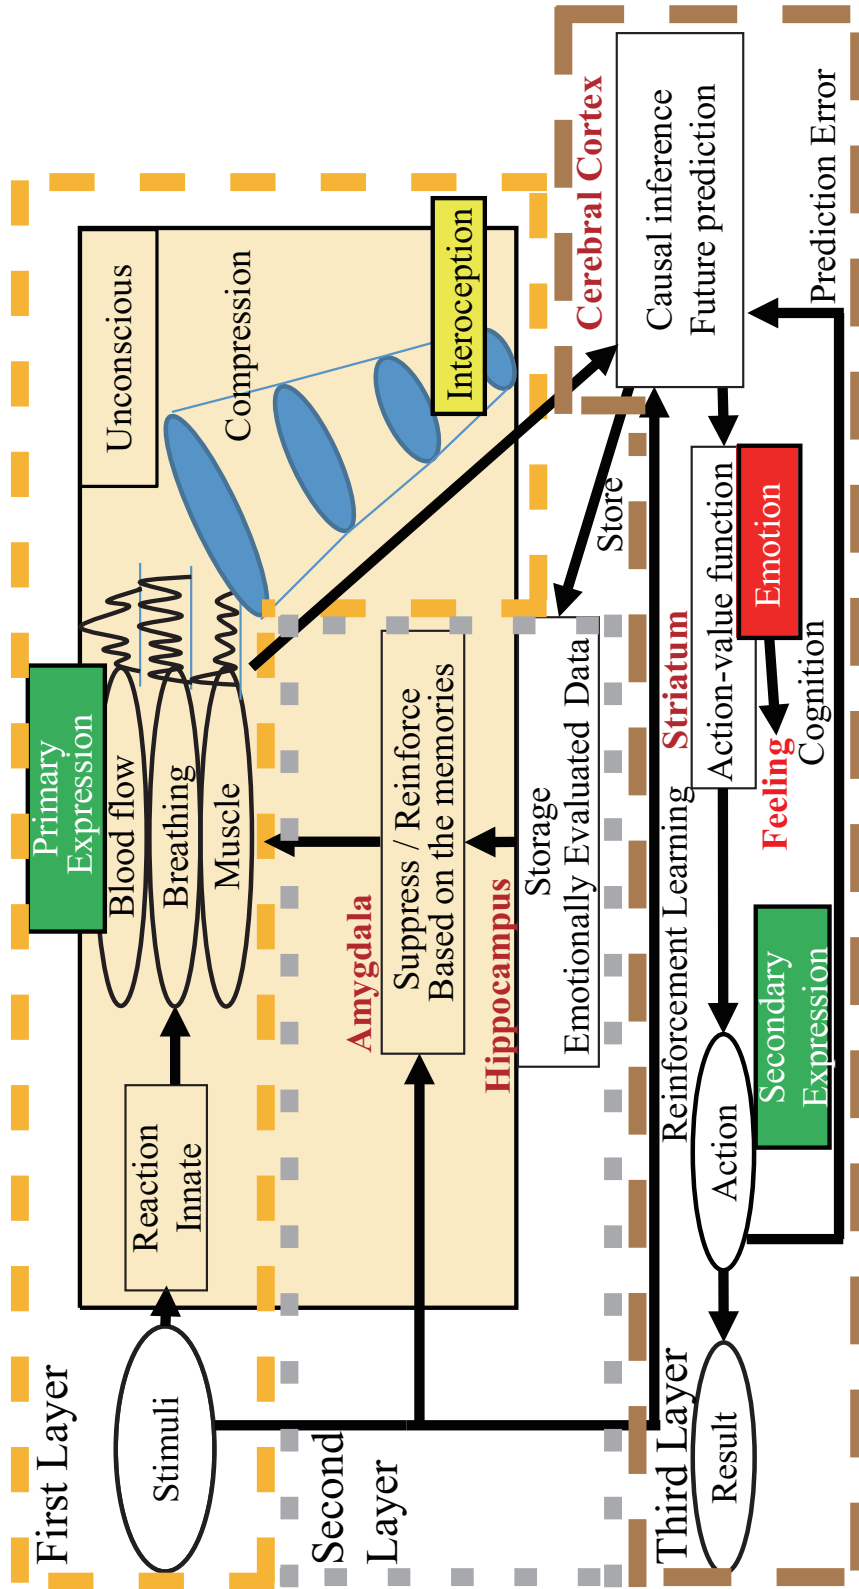 First Layer
Stimuli
Reaction
Innate
Primary
Expression
Blood flow
Breathing
Muscle
Unconscious
Compression
Interoception
Second
Layer
Amygdala
Suppress / Reinforce
Based on the memories
Hippocampus
Storage
Emotionally Evaluated Data
Store
Cerebral Cortex
Causal inference
Future prediction
Prediction Error
Third Layer
Result
Action
Reinforcement Learning
Secondary
Expression
Striatum
Action-value function
Emotion
Feeling
Cognition